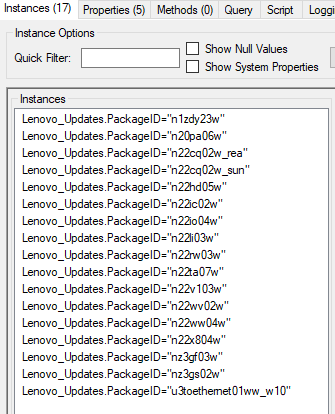 Instances (17) Properties (5) Methods (0) Query Script Loggi
Instance Options
Quick Filter: Show Null Values
Show System Properties
Instances
Lenovo_Updates.PackageID="n1zdy23w"
Lenovo_Updates.PackageID="n20pa06w"
Lenovo_Updates.PackageID="n22cq02w_rea"
Lenovo_Updates.PackageID="n22cq02w_sun"
Lenovo_Updates.PackageID="n22hd05w"
Lenovo_Updates.PackageID="n22ic02w"
Lenovo_Updates.PackageID="n22io04w"
Lenovo_Updates.PackageID="n22li03w"
Lenovo_Updates.PackageID="n22rw03w"
Lenovo_Updates.PackageID="n22ta07w"
Lenovo_Updates.PackageID="n22v103w"
Lenovo_Updates.PackageID="n22wv02w"
Lenovo_Updates.PackageID="n22ww04w"
Lenovo_Updates.PackageID="n22x804w"
Lenovo_Updates.PackageID="nz3gf03w"
Lenovo_Updates.PackageID="nz3gs02w"
Lenovo_Updates.PackageID="u3toethernet01ww_w10"